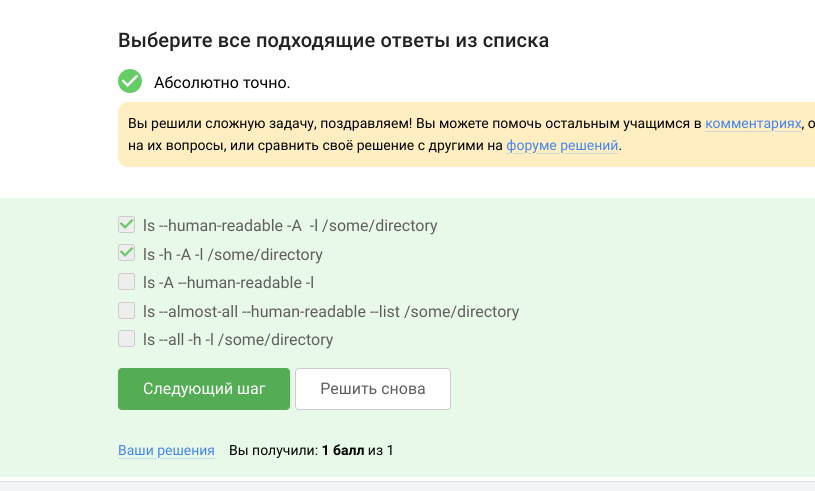 Выберите все подходящие ответы из списка
Абсолютно точно.
Вы решили сложную задачу, поздравляем! Вы можете помочь остальным учащимся в комментариях, о
на их вопросы, или сравнить своё решение с другими на форуме решений.
ls --human-readable -A  -l /some/directory
ls -h -A -l /some/directory
ls -A --human-readable -l
ls --almost-all --human-readable --list /some/directory
ls --all -h -l /some/directory
Следующий шаг Решить снова
Ваши решения Вы получили: 1 балл из 1